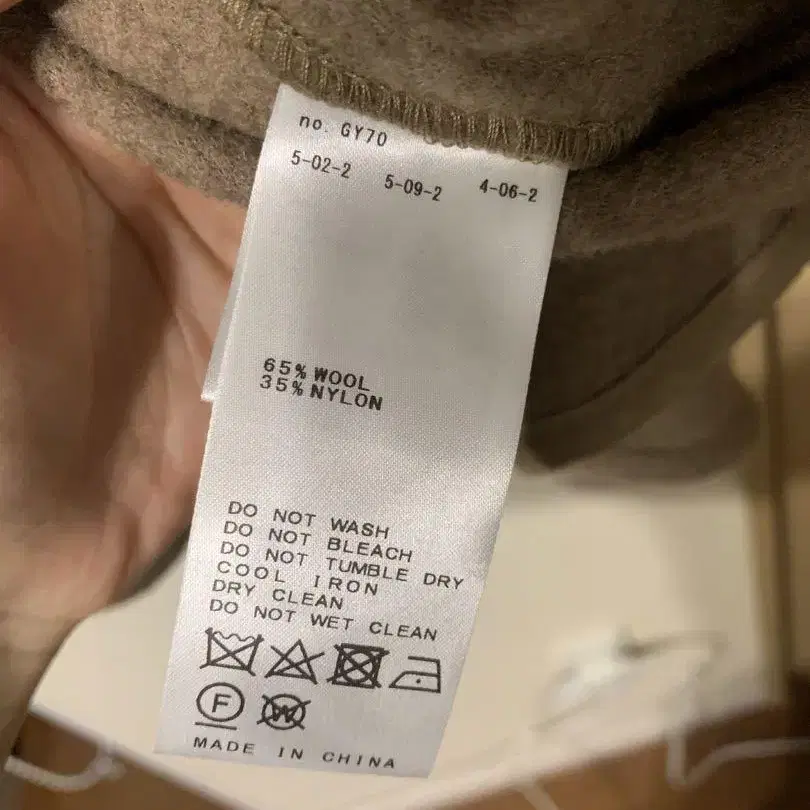 no. GY70
5-02-2 5-09-2 4-06-2
65% WOOL
35% NYLON
DO NOT WASH
DO NOT BLEACH
DO NOT TUMBLE DRY
COOL IRON
DRY CLEAN
DO NOT WET CLEAN
F W
MADE IN CHINA